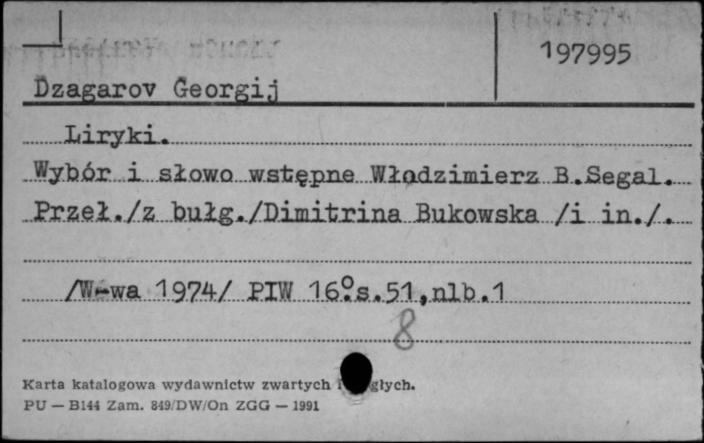 197995
Dzagarov Georgij
Liryki.
Wybór i słowo wstępne Włodzimierz B.Segal.
Przeł./z bułg./Dimitrina Bukowska /i in./.
/W-wa 1974/ PIW 16°.s.51,nlb.1
8
Karta katalogowa wydawnictw zwartych
PU — B144 Zam. 849/DW/On ZGG — 1991